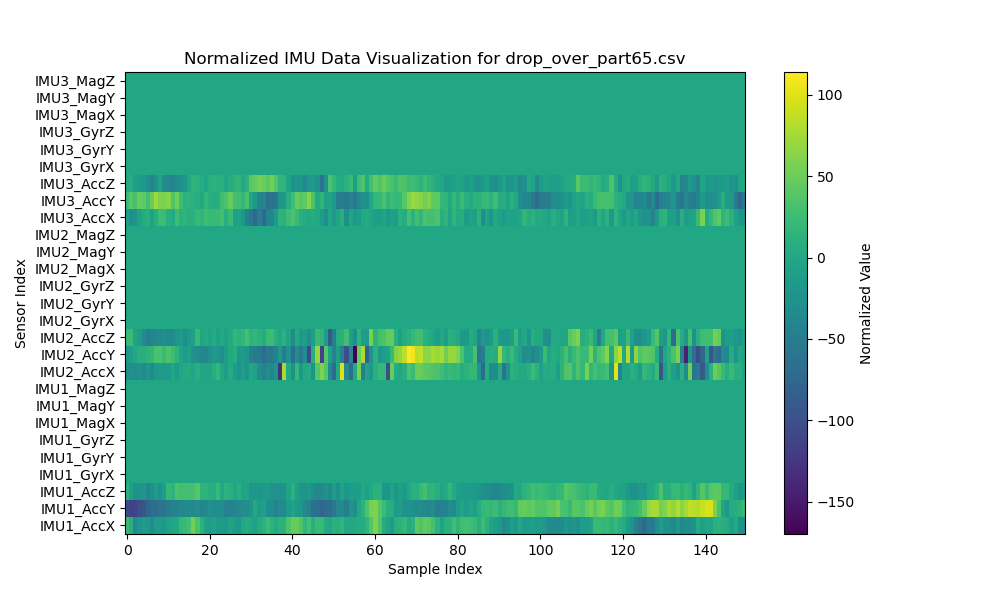 Normalized IMU Data Visualization for drop_over_part65.csv
IMU3_MagZ
IMU3_MagY
IMU3_MagX
IMU3_GyrZ
IMU3_GyrY
IMU3_GyrX
IMU3_AccZ
IMU3_AccY
IMU3_AccX
IMU2_MagZ
IMU2_MagY
IMU2_MagX
IMU2_GyrZ
IMU2_GyrY
IMU2_GyrX
IMU2_AccZ
IMU2_AccY
IMU2_AccX
IMU1_MagZ
IMU1_MagY
IMU1_MagX
IMU1_GyrZ
IMU1_GyrY
IMU1_GyrX
IMU1_AccZ
IMU1_AccY
IMU1_AccX
Sensor Index
0 20 40 60 80 100 120 140
Sample Index
100
50
0
−50
−100
−150
Normalized Value